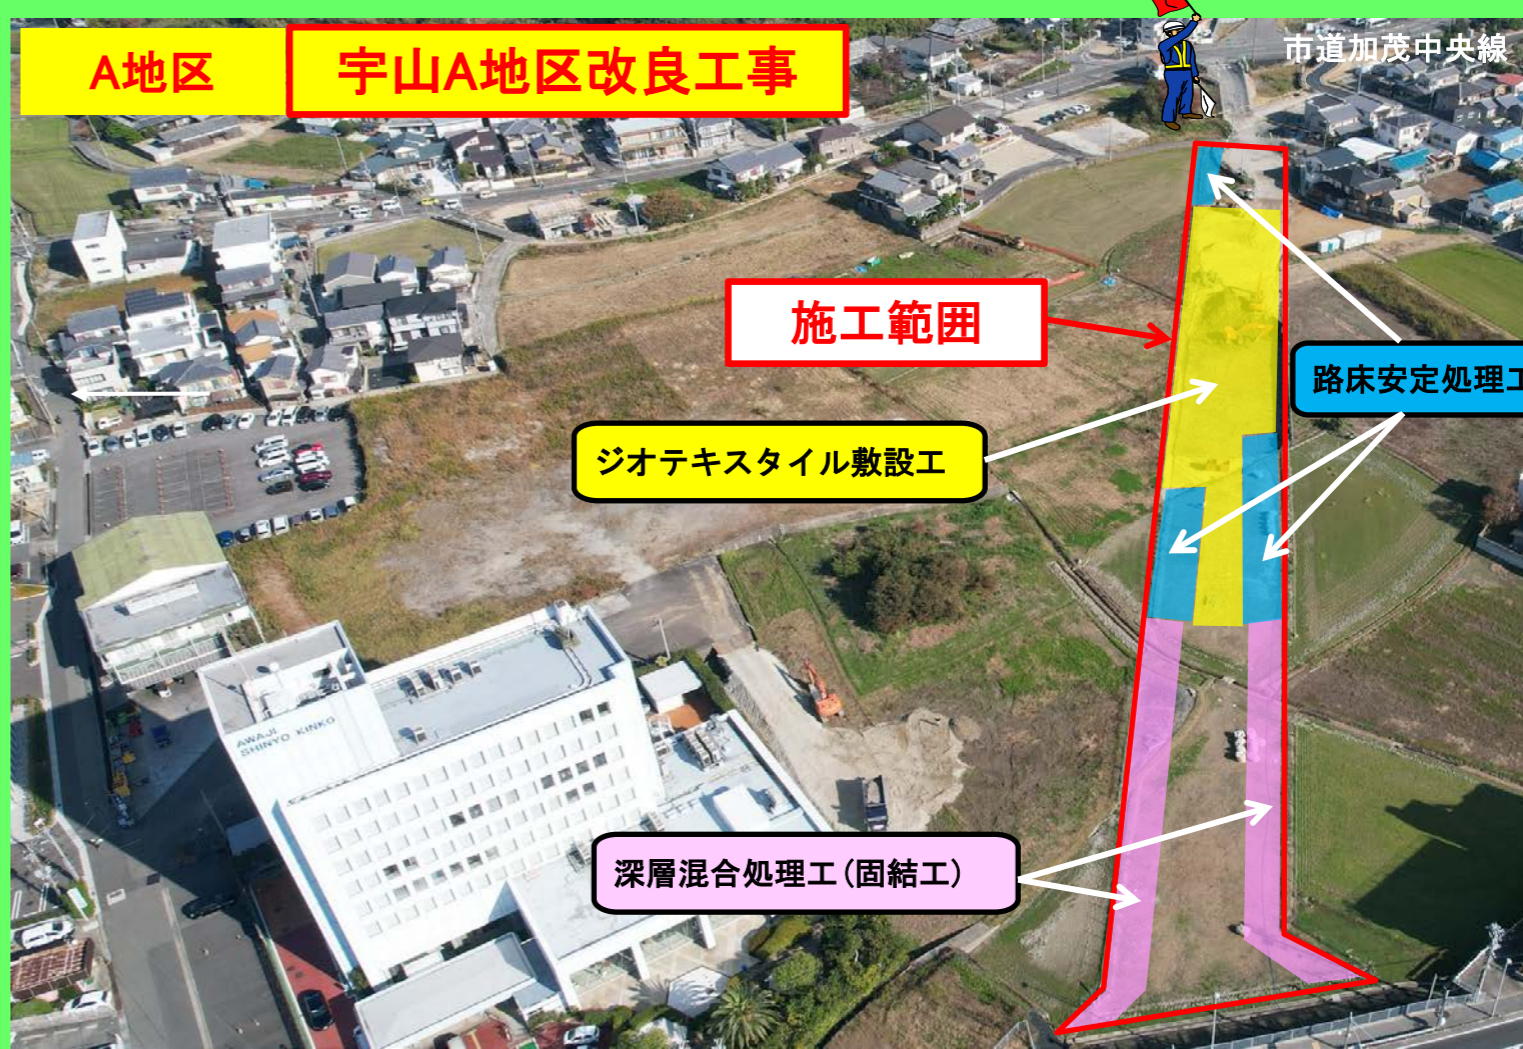 A地区
宇山A地区改良工事
市道加茂中央線
施工範囲
路床安定処理工
ジオテキスタイル敷設工
AWAJI
SHINYO KINKO
深層混合処理工(固結工)